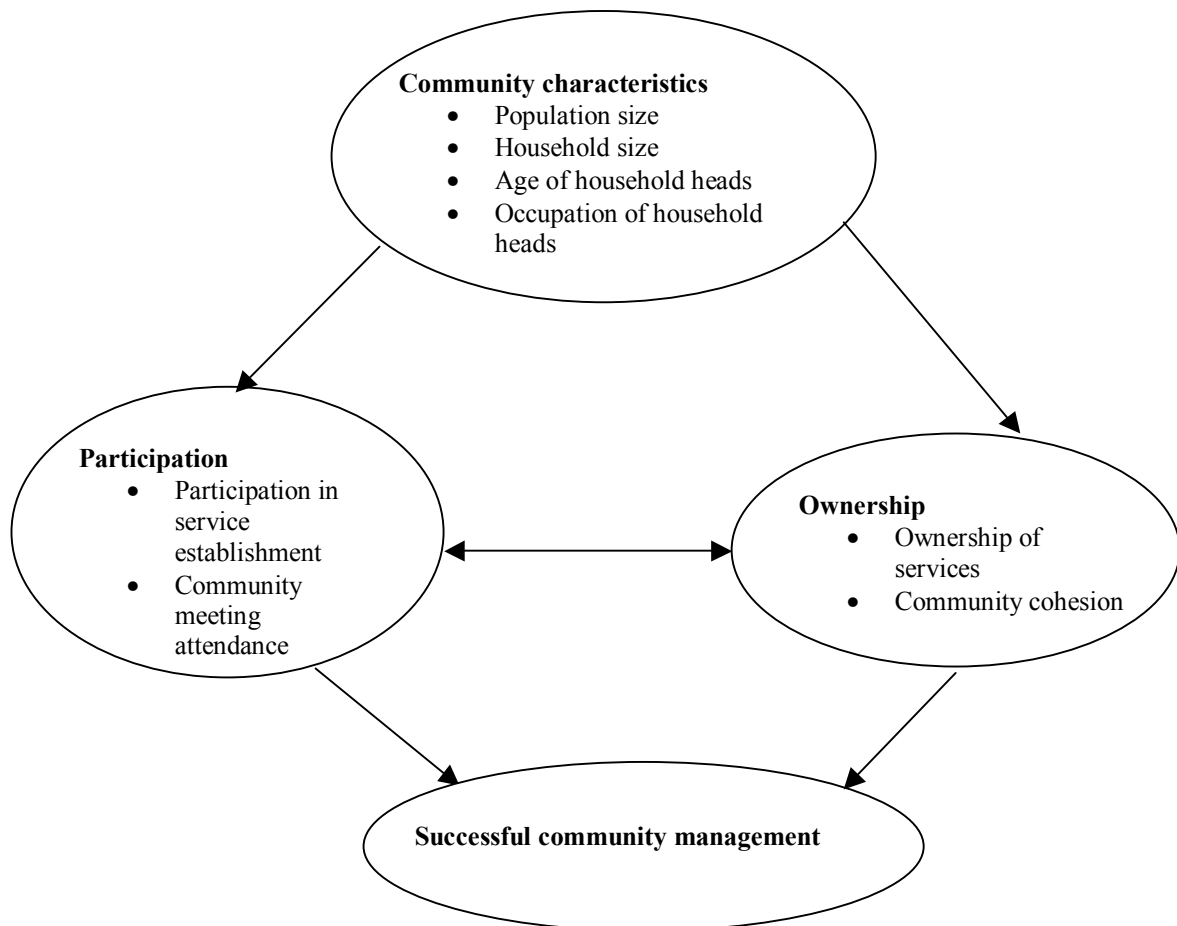 Community characteristics
• Population size
• Household size
• Age of household heads
• Occupation of household
heads
Participation
• Participation in
service
establishment
• Community
meeting
attendance
Ownership
• Ownership of
services
• Community cohesion
Successful community management